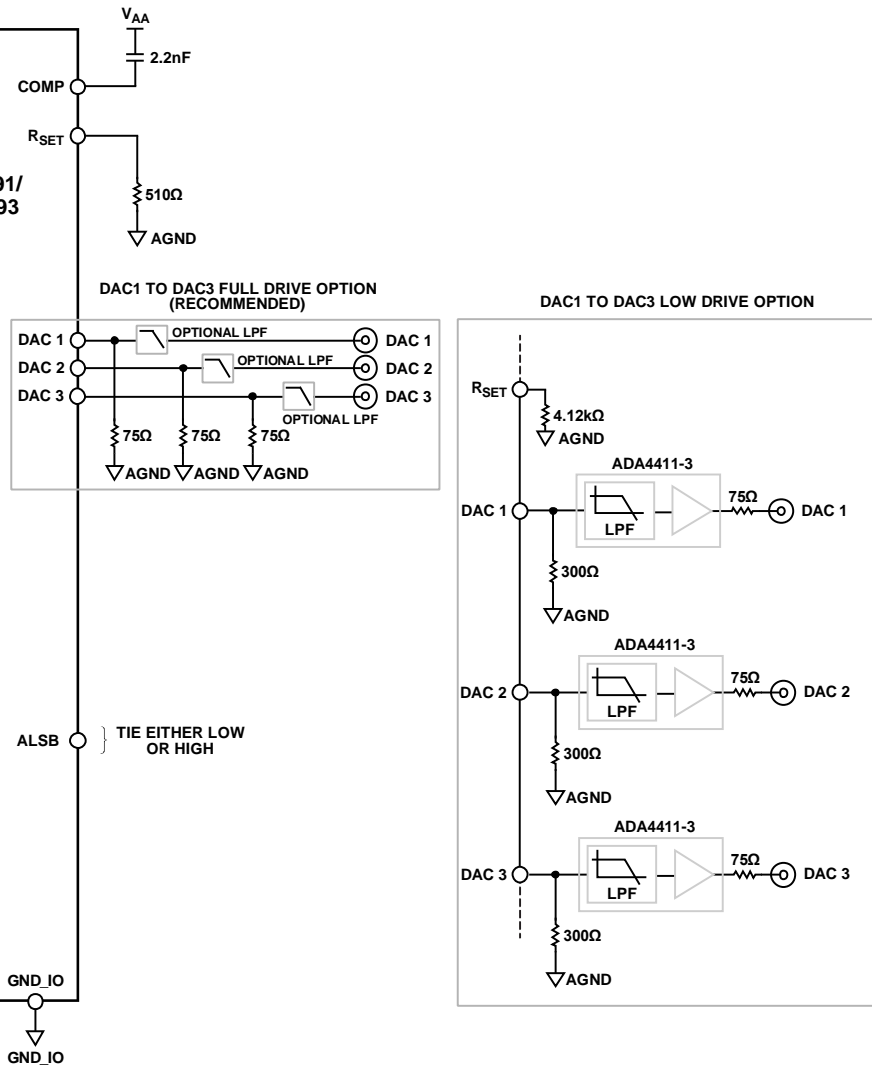 VAA
2.2nF
COMP
RSET
91/
93
510Ω
AGND
DAC1 TO DAC3 FULL DRIVE OPTION
(RECOMMENDED)
DAC 1 OPTIONAL LPF DAC 1
DAC 2 OPTIONAL LPF DAC 2
DAC 3 OPTIONAL LPF DAC 3
75Ω 75Ω 75Ω
AGND AGND AGND
ALSB TIE EITHER LOW
OR HIGH
GND_IO
GND_IO
DAC1 TO DAC3 LOW DRIVE OPTION
RSET
4.12kΩ
AGND
ADA4411-3
75Ω
DAC 1 LPF DAC 1
300Ω
AGND
ADA4411-3
75Ω
DAC 2 LPF DAC 2
300Ω
AGND
ADA4411-3
75Ω
DAC 3 LPF DAC 3
300Ω
AGND